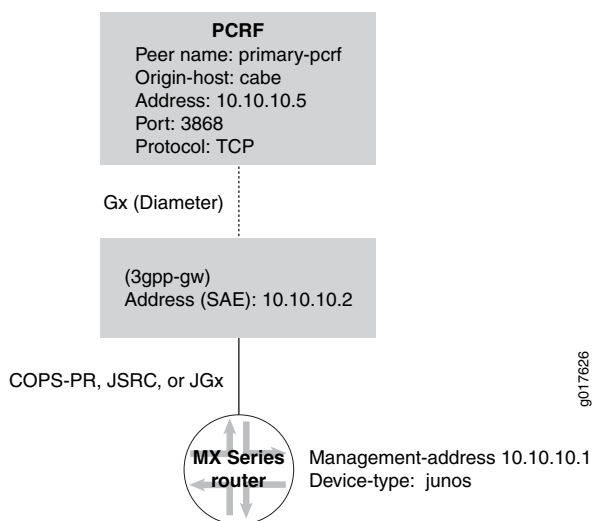 PCRF
Peer name: primary-pcrf
Origin-host: cabe
Address: 10.10.10.5
Port: 3868
Protocol: TCP
Gx (Diameter)
(3gpp-gw)
Address (SAE): 10.10.10.2
COPS-PR, JSRC, or JGx
MX Series
router
Management-address 10.10.10.1
Device-type: junos
g017626